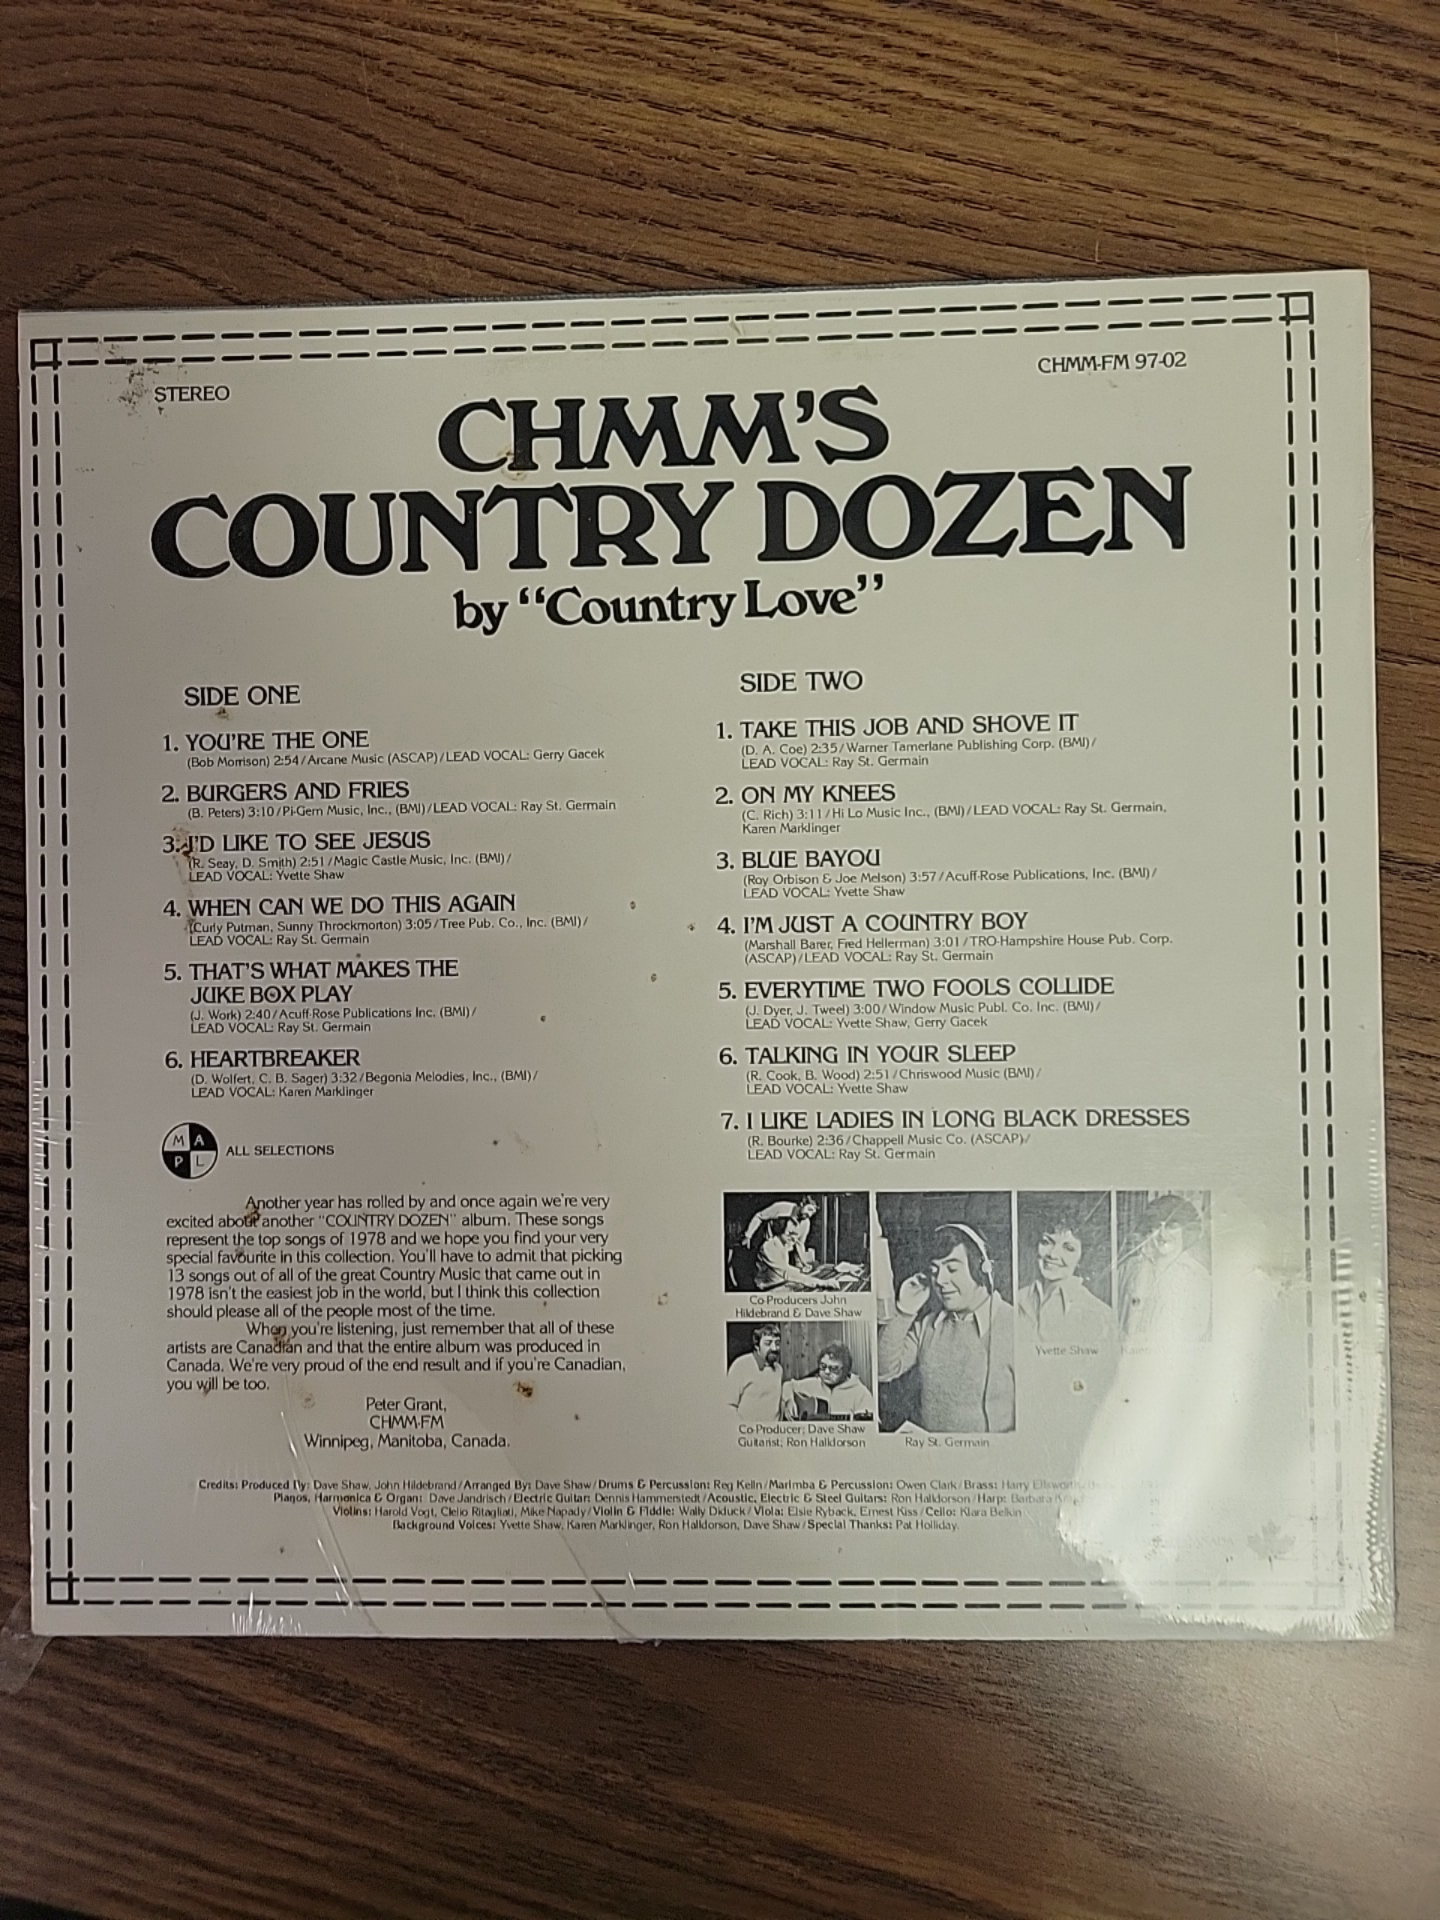 STEREO
CHMM-FM 97-02
CHMM'S
COUNTRY DOZEN
by “Country Love”
SIDE ONE
1. YOU'RE THE ONE
(Bob Morrison) 2:54/Arcane Music (ASCAP)/LEAD VOCAL: Gerry Gacek
2. BURGERS AND FRIES
(B. Peters) 3:10/Pi-Gem Music, Inc., (BMI)/LEAD VOCAL: Ray St. Germain
3. I'D LIKE TO SEE JESUS
(R. Seay, D. Smith) 2:51/Magic Castle Music, Inc. (BMI)/
LEAD VOCAL: Yvette Shaw
4. WHEN CAN WE DO THIS AGAIN
(Curly Putman, Sunny Throckmorton) 3:05/Tree Pub. Co., Inc. (BMI)/
LEAD VOCAL: Ray St. Germain
5. THAT'S WHAT MAKES THE
JUKE BOX PLAY
(J. Work) 2:40/Acuff-Rose Publications Inc. (BMI)/
LEAD VOCAL: Ray St. Germain
6. HEARTBREAKER
(D. Wolfert, C. B. Sager) 3:32/Begonia Melodies, Inc., (BMI)/
LEAD VOCAL: Karen Marklinger
M A
P L
ALL SELECTIONS
SIDE TWO
1. TAKE THIS JOB AND SHOVE IT
(D. A. Coe) 2:35/Warner Tamerlane Publishing Corp. (BMI)/
LEAD VOCAL: Ray St. Germain
2. ON MY KNEES
(C. Rich) 3:11/Hi Lo Music Inc., (BMI)/LEAD VOCAL: Ray St. Germain,
Karen Marklinger
3. BLUE BAYOU
(Roy Orbison & Joe Melson) 3:57/Acuff-Rose Publications, Inc. (BMI)/
LEAD VOCAL: Yvette Shaw
4. I'M JUST A COUNTRY BOY
(Marshall Barer, Fred Hellerman) 3:01/TRO-Hampshire House Pub. Corp.
(ASCAP)/LEAD VOCAL: Ray St. Germain
5. EVERYTIME TWO FOOLS COLLIDE
(J. Dyer, J. Tweel) 3:00/Window Music Publ. Co. Inc. (BMI)/
LEAD VOCAL: Yvette Shaw, Gerry Gacek
6. TALKING IN YOUR SLEEP
(R. Cook, B. Wood) 2:51/Chriswood Music (BMI)/
LEAD VOCAL: Yvette Shaw
7. I LIKE LADIES IN LONG BLACK DRESSES
(R. Bourke) 2:36/Chappell Music Co. (ASCAP)/
LEAD VOCAL: Ray St. Germain
Another year has rolled by and once again we're very
excited about another “COUNTRY DOZEN” album. These songs
represent the top songs of 1978 and we hope you find your very
special favourite in this collection. You'll have to admit that picking
13 songs out of all of the great Country Music that came out in
1978 isn't the easiest job in the world, but I think this collection
should please all of the people most of the time.
When you're listening, just remember that all of these
artists are Canadian and that the entire album was produced in
Canada. We're very proud of the end result and if you're Canadian,
you will be too.
Peter Grant,
CHMM-FM
Winnipeg, Manitoba, Canada.
Co-Producers John
Hildebrand & Dave Shaw
Co-Producer; Dave Shaw
Guitarist; Ron Halldorson
Ray St. Germain
Yvette Shaw
Credits: Produced By: Dave Shaw, John Hildebrand/Arranged By: Dave Shaw/Drums & Percussion: Reg Kelln/Marimba & Percussion: Owen Clark/Brass: Harry
Pianos, Harmonica & Organ: Dave Jandrisch/Electric Guitar: Dennis Hammerstedt/Acoustic, Electric & Steel Guitars: Ron Halldorson/Harp: Barbara
Violins: Harold Vogt, Clelio Ritagliati, Mike Napady/Violin & Fiddle: Wally Diduck/Viola: Elsie Ryback, Ernest Kiss/Cello: Klara Belkin
Background Voices: Yvette Shaw, Karen Marklinger, Ron Halldorson, Dave Shaw/Special Thanks: Pat Holliday.